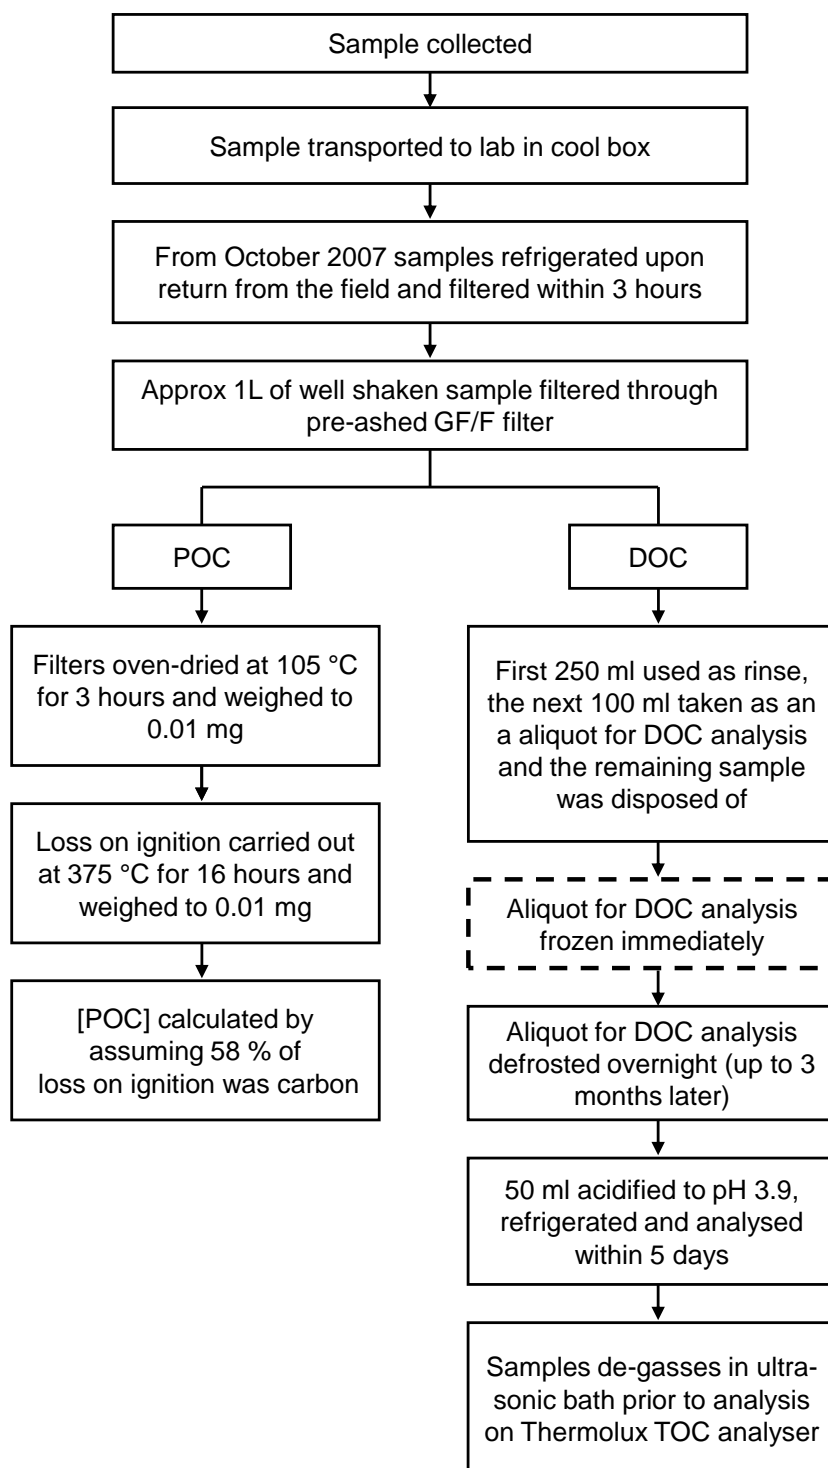 Sample collected
Sample transported to lab in cool box
From October 2007 samples refrigerated upon
return from the field and filtered within 3 hours
Approx 1L of well shaken sample filtered through
pre-ashed GF/F filter
POC
Filters oven-dried at 105 °C
for 3 hours and weighed to
0.01 mg
Loss on ignition carried out
at 375 °C for 16 hours and
weighed to 0.01 mg
[POC] calculated by
assuming 58 % of
loss on ignition was carbon
DOC
First 250 ml used as rinse,
the next 100 ml taken as an
a aliquot for DOC analysis
and the remaining sample
was disposed of
Aliquot for DOC analysis
frozen immediately
Aliquot for DOC analysis
defrosted overnight (up to 3
months later)
50 ml acidified to pH 3.9,
refrigerated and analysed
within 5 days
Samples de-gasses in ultra-
sonic bath prior to analysis
on Thermolux TOC analyser